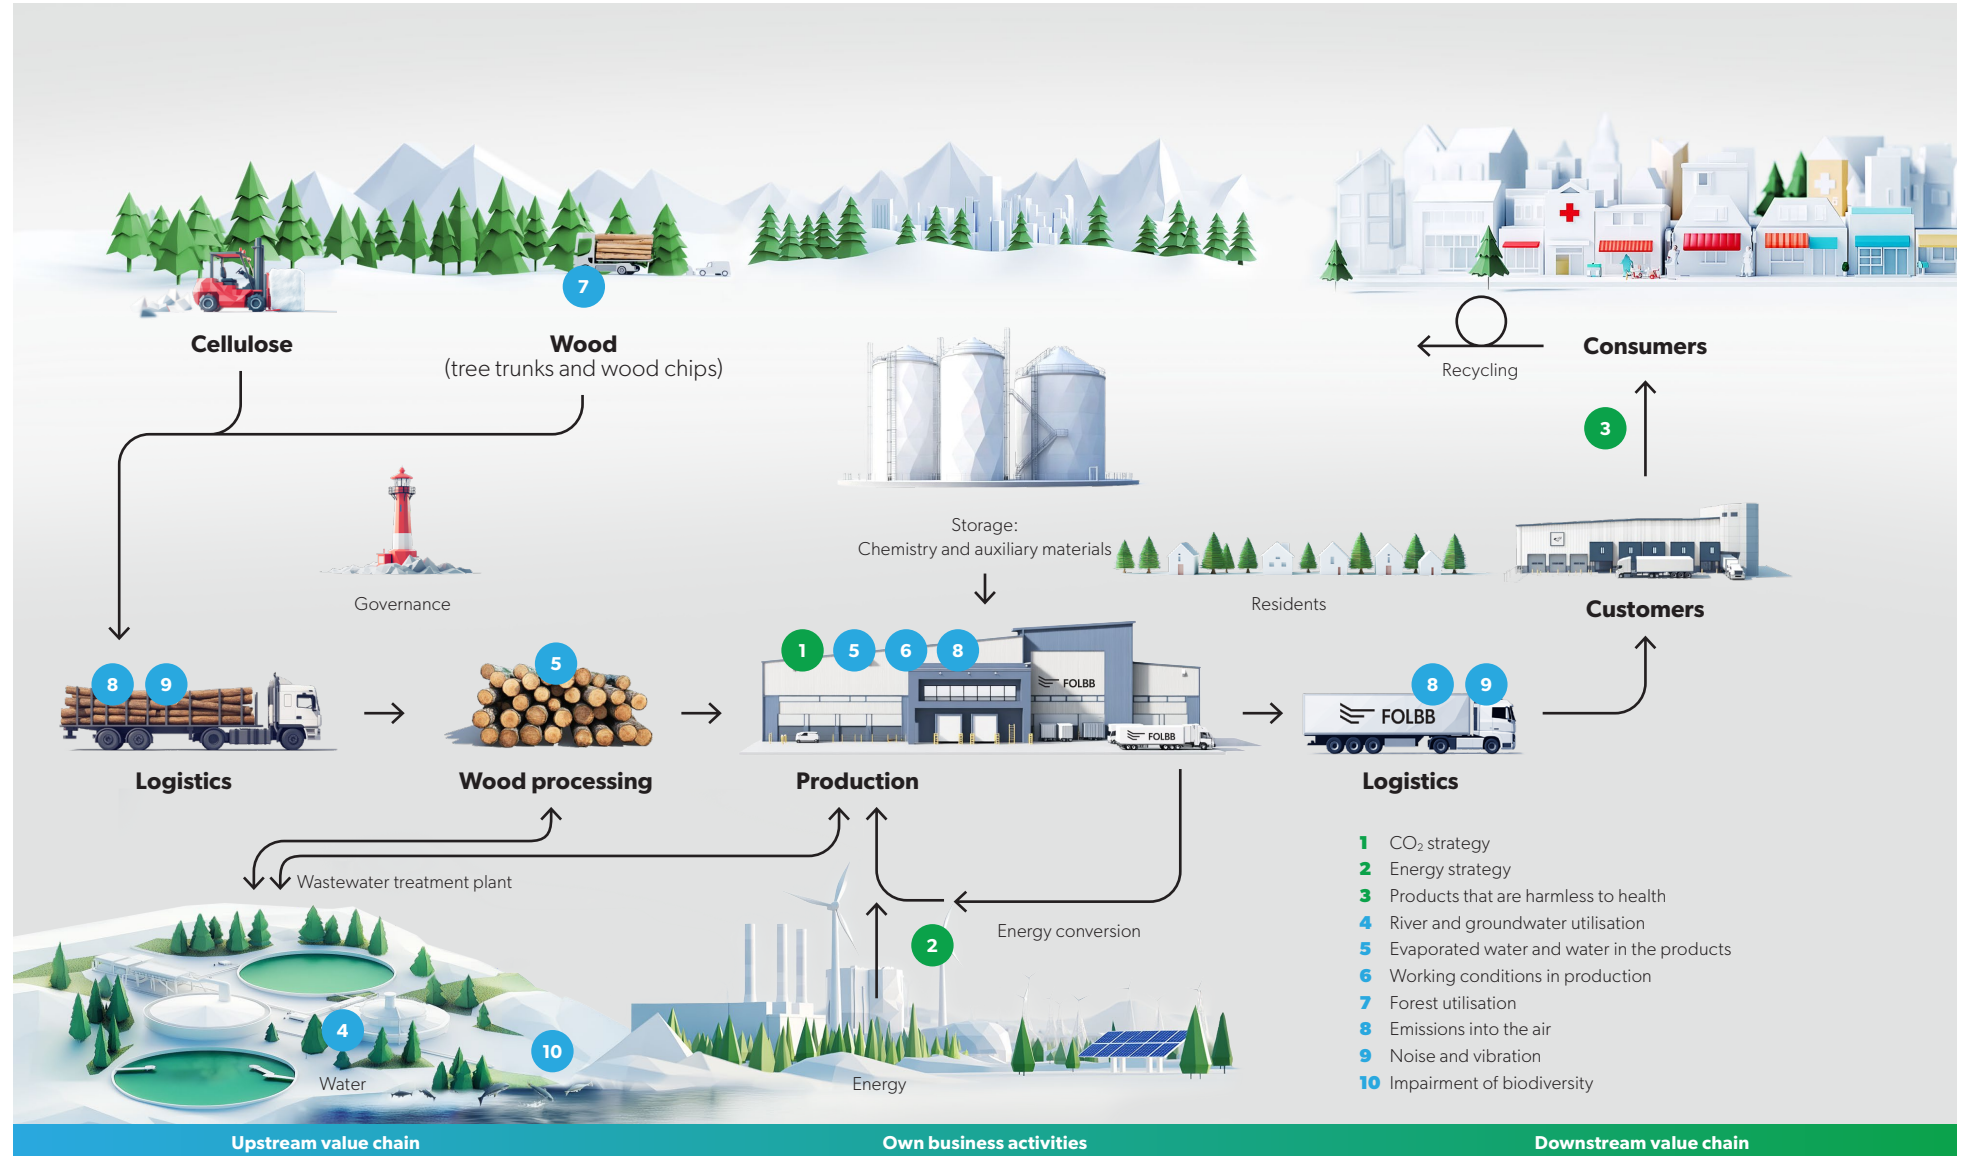 7
Cellulose
Wood
(tree trunks and wood chips)
Consumers
Recycling
3
Storage:
Chemistry and auxiliary materials
Governance
Residents
Customers
8 9
5
1 5 6 8
FOLBB
FOLBB
8 9
FOLBB
Logistics
Wood processing
Production
Logistics
Wastewater treatment plant
2
Energy conversion
4
10
Water
Energy
1 CO₂ strategy
2 Energy strategy
3 Products that are harmless to health
4 River and groundwater utilisation
5 Evaporated water and water in the products
6 Working conditions in production
7 Forest utilisation
8 Emissions into the air
9 Noise and vibration
10 Impairment of biodiversity
Upstream value chain
Own business activities
Downstream value chain